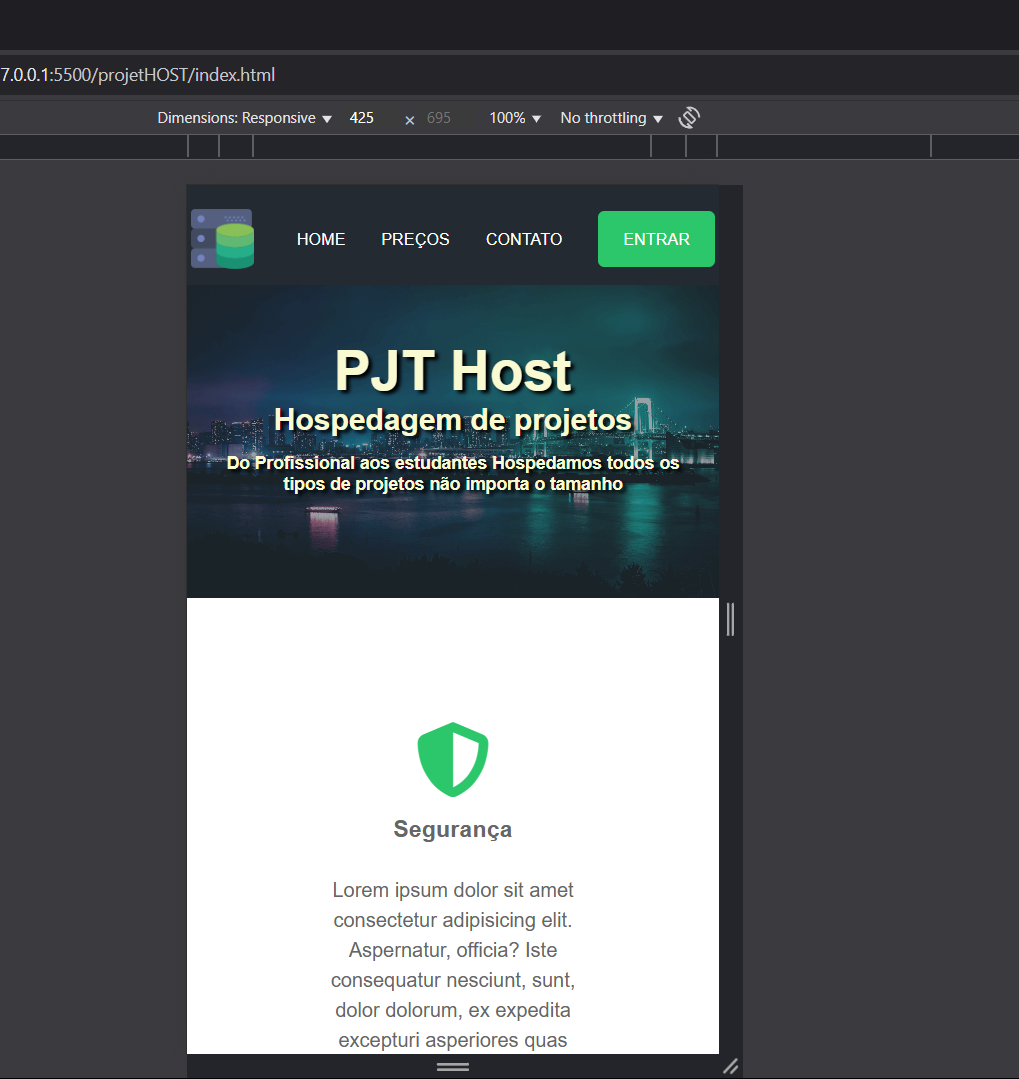 7.0.0.1:5500/projetHOST/index.html
Dimensions: Responsive 425 × 695 100% No throttling
HOME PREÇOS CONTATO ENTRAR
PJT Host
Hospedagem de projetos
Do Profissional aos estudantes Hospedamos todos os
tipos de projetos não importa o tamanho
Segurança
Lorem ipsum dolor sit amet
consectetur adipisicing elit.
Aspernatur, officia? Iste
consequatur nesciunt, sunt,
dolor dolorum, ex expedita
excepturi asperiores quas